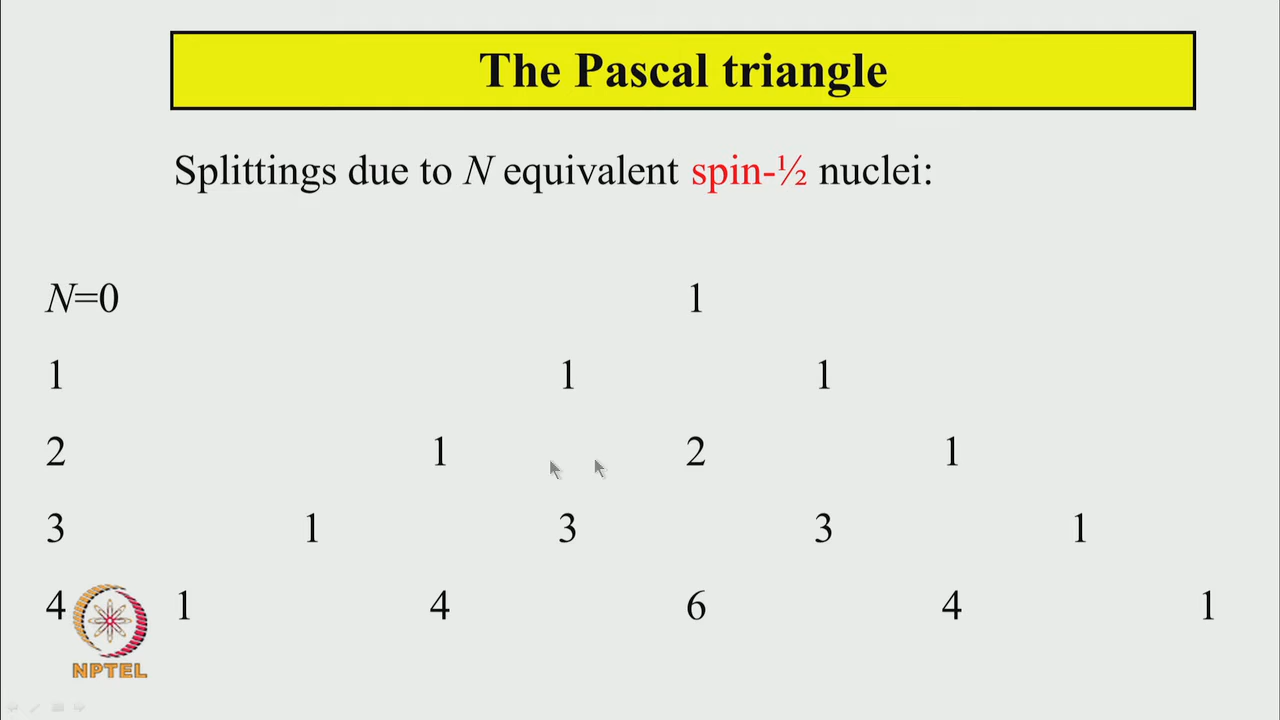 The Pascal triangle
Splittings due to N equivalent spin-½ nuclei:
N=0 1
1 1 1
2 1 2 1
3 1 3 3 1
4 1 4 6 4 1
NPTEL